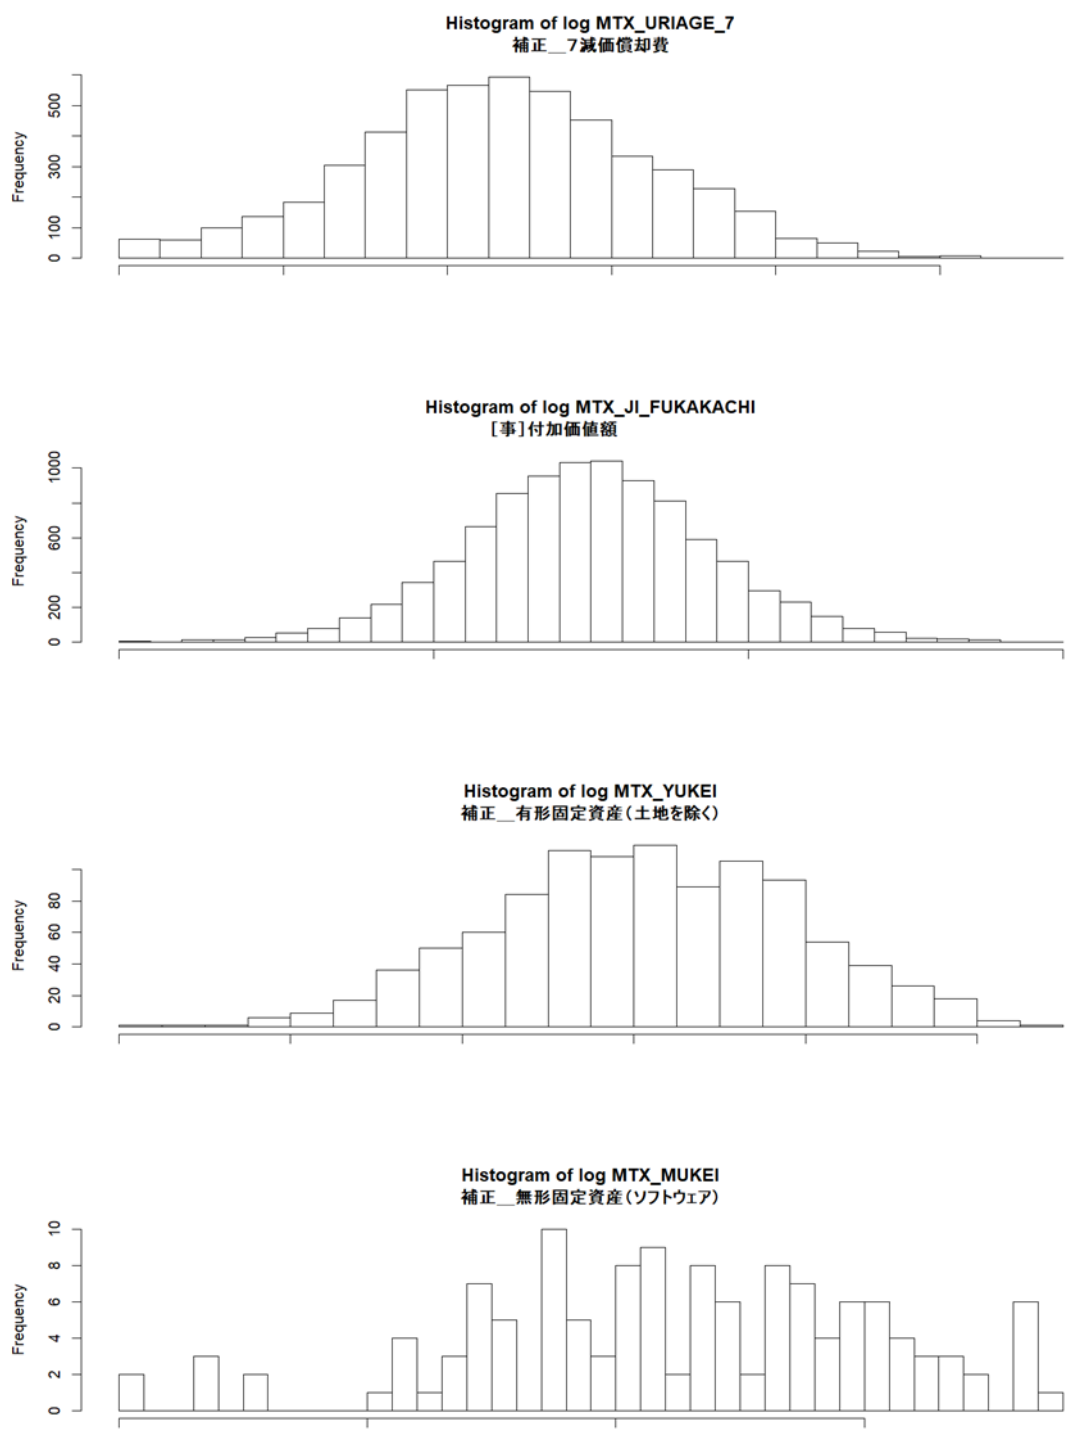 Histogram of log MTX_URIAGE_7
補正__7減価償却費
Frequency
500
300
100
0
Histogram of log MTX_JI_FUKAKACHI
[事]付加価値額
Frequency
1000
600
200
0
Histogram of log MTX_YUKEI
補正__有形固定資産(土地を除く)
Frequency
80
60
40
20
0
Histogram of log MTX_MUKEI
補正__無形固定資産(ソフトウェア)
Frequency
10
8
6
4
2
0